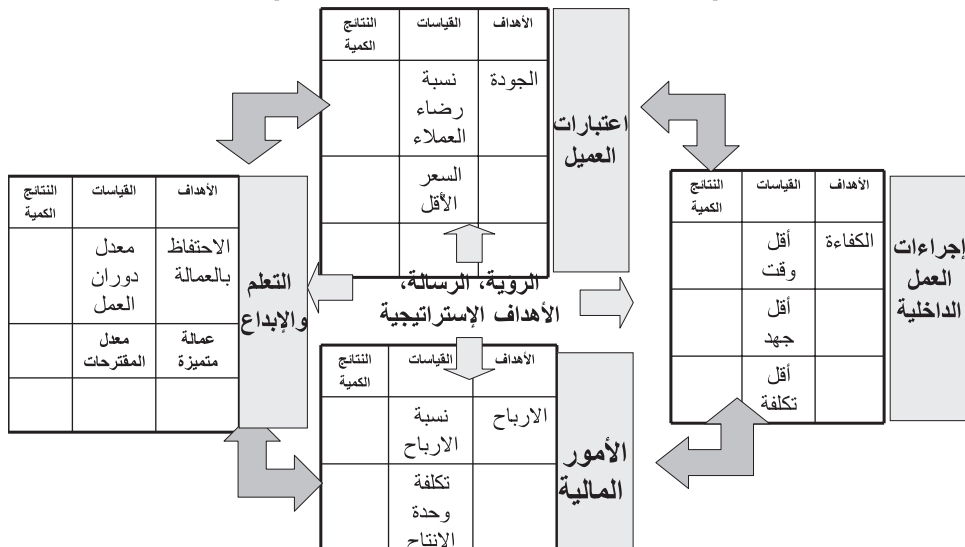 الأهداف القياسات النتائج
الكمية
الجودة نسبة
رضاء
العملاء
السعر
الأقل
اعتبارات
العميل
الأهداف القياسات النتائج
الكمية
الكفاءة أقل
وقت
أقل
جهد
أقل
تكلفة
إجراءات
العمل
الداخلية
الرؤية، الرسالة،
الأهداف الإستراتيجية
الأهداف القياسات النتائج
الكمية
الاحتفاظ معدل
بالعمالة دوران
العمل
عمالة معدل
متميزة المقترحات
التعلم
والإبداع
الأهداف القياسات النتائج
الكمية
الارباح نسبة
الارباح
تكلفة
وحدة
الانتاج
الأمور
المالية